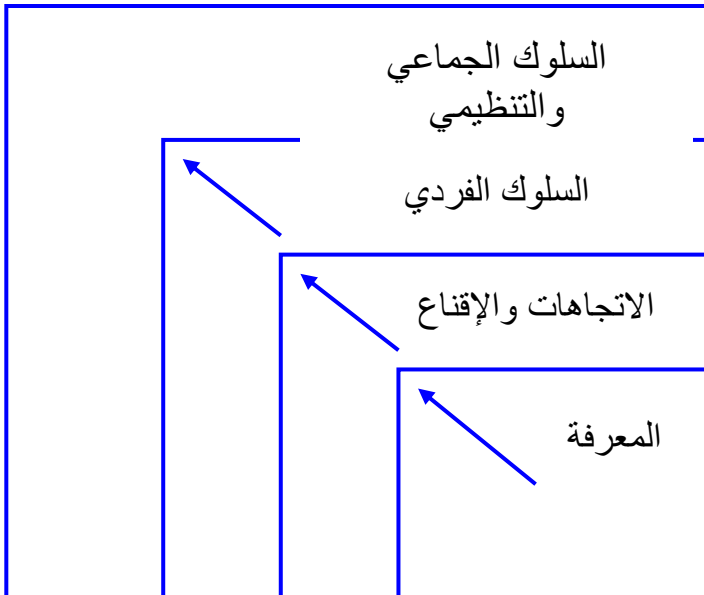 السلوك الجماعي
والتنظيمي
السلوك الفردي
الاتجاهات والإقناع
المعرفة